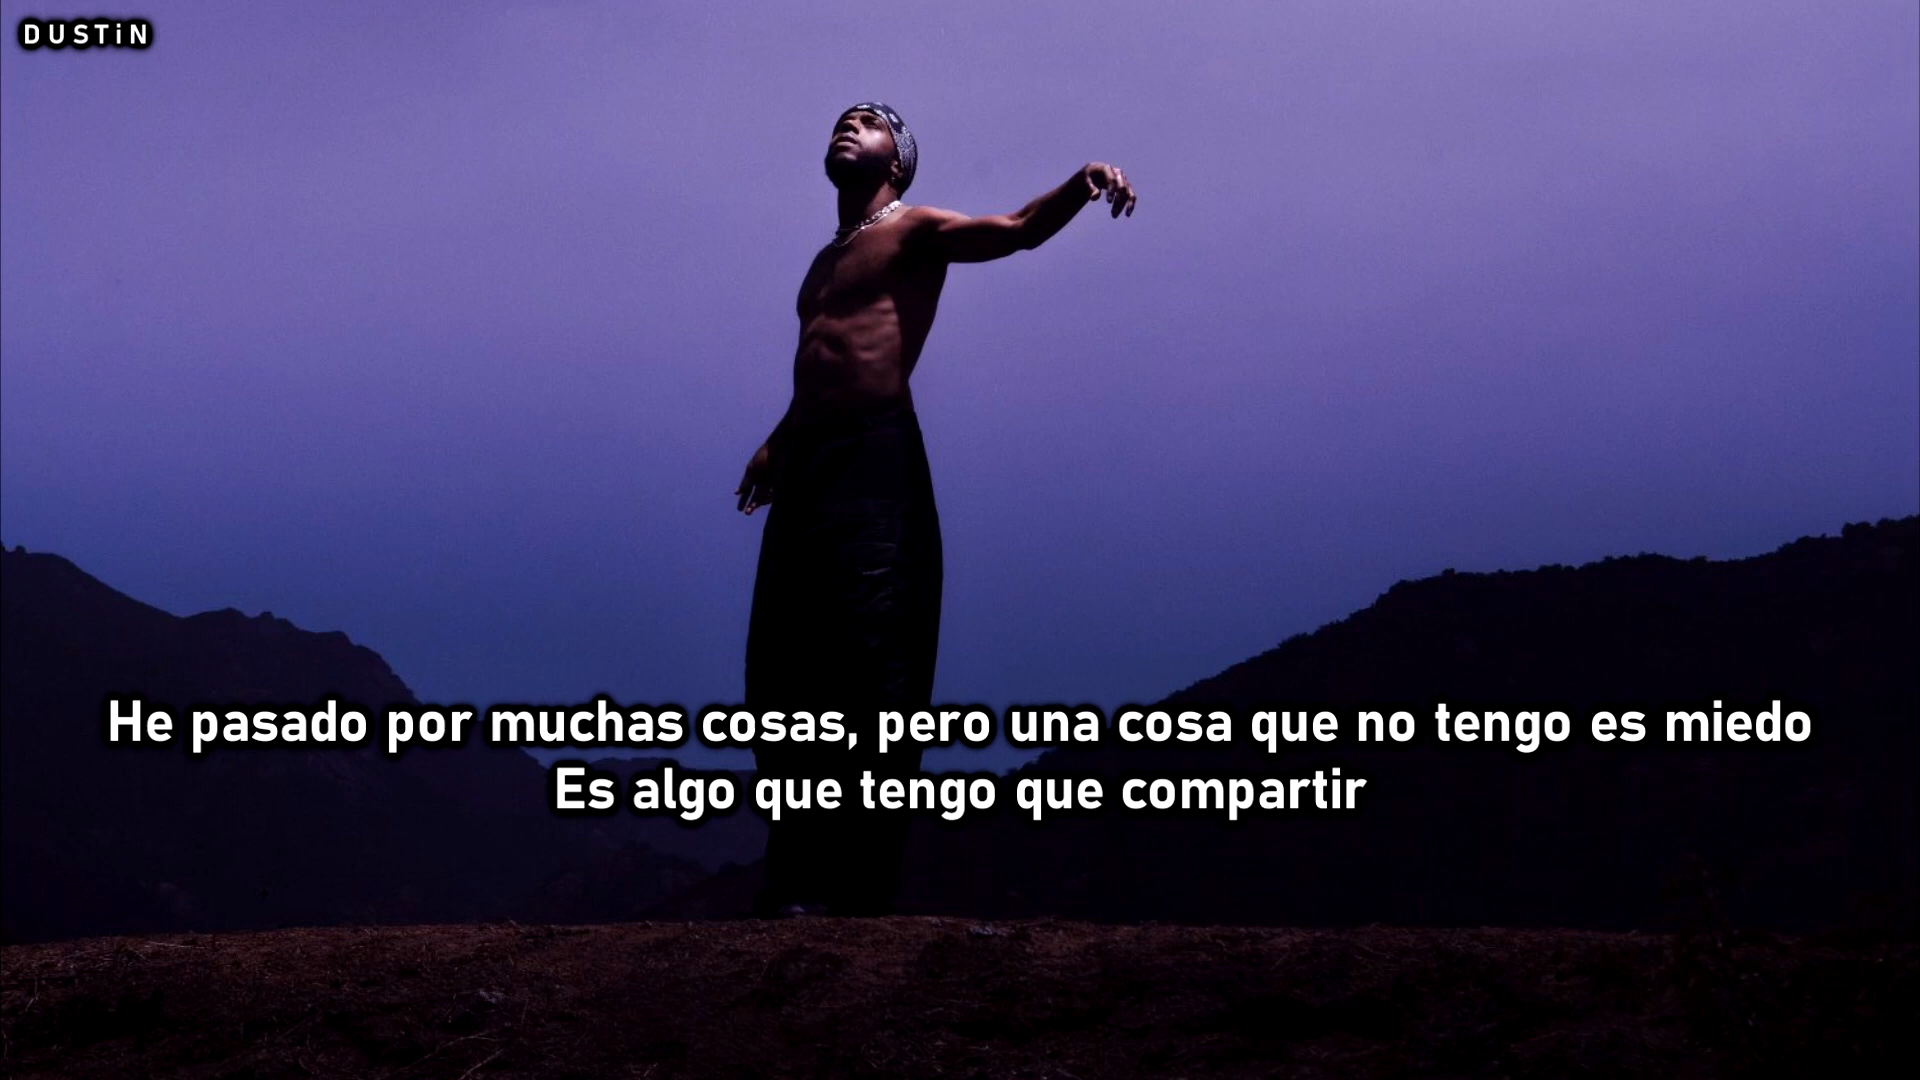 DUSTiN
He pasado por muchas cosas, pero una cosa que no tengo es miedo
Es algo que tengo que compartir